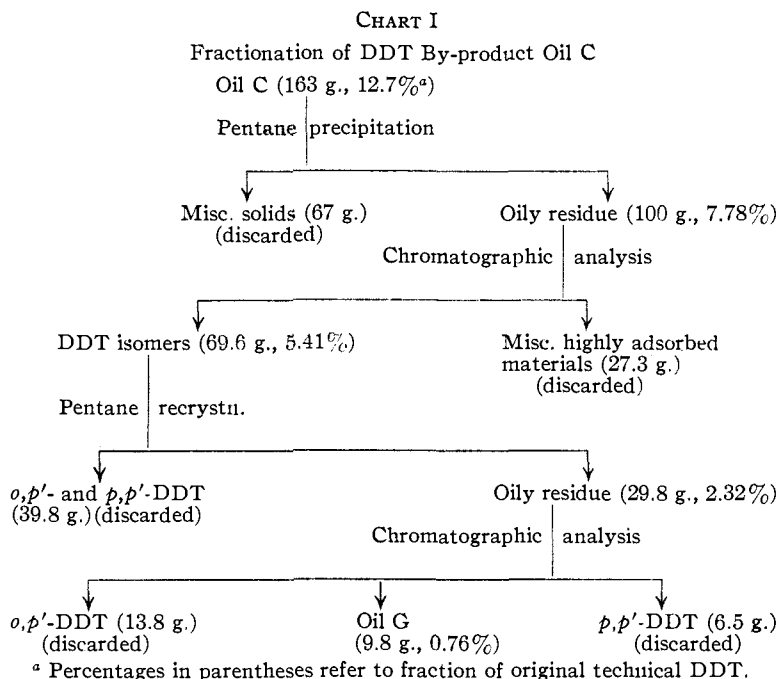 CHART I
Fractionation of DDT By-product Oil C
Oil C (163 g., 12.7%ᵃ)
Pentane precipitation
Misc. solids (67 g.)
(discarded)
Oily residue (100 g., 7.78%)
Chromatographic analysis
DDT isomers (69.6 g., 5.41%)
Misc. highly adsorbed
materials (27.3 g.)
(discarded)
Pentane recrystn.
o,p′- and p,p′-DDT
(39.8 g.)(discarded)
Oily residue (29.8 g., 2.32%)
Chromatographic analysis
o,p′-DDT (13.8 g.)
(discarded)
Oil G
(9.8 g., 0.76%)
p,p′-DDT (6.5 g.)
(discarded)
ᵃ Percentages in parentheses refer to fraction of original technical DDT.